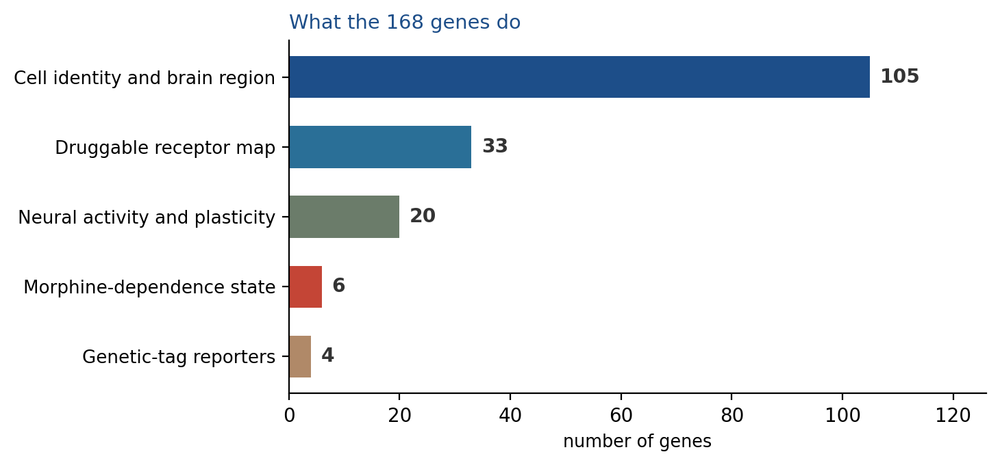 What the 168 genes do
Cell identity and brain region 105
Druggable receptor map 33
Neural activity and plasticity 20
Morphine-dependence state 6
Genetic-tag reporters 4
0 20 40 60 80 100 120
number of genes